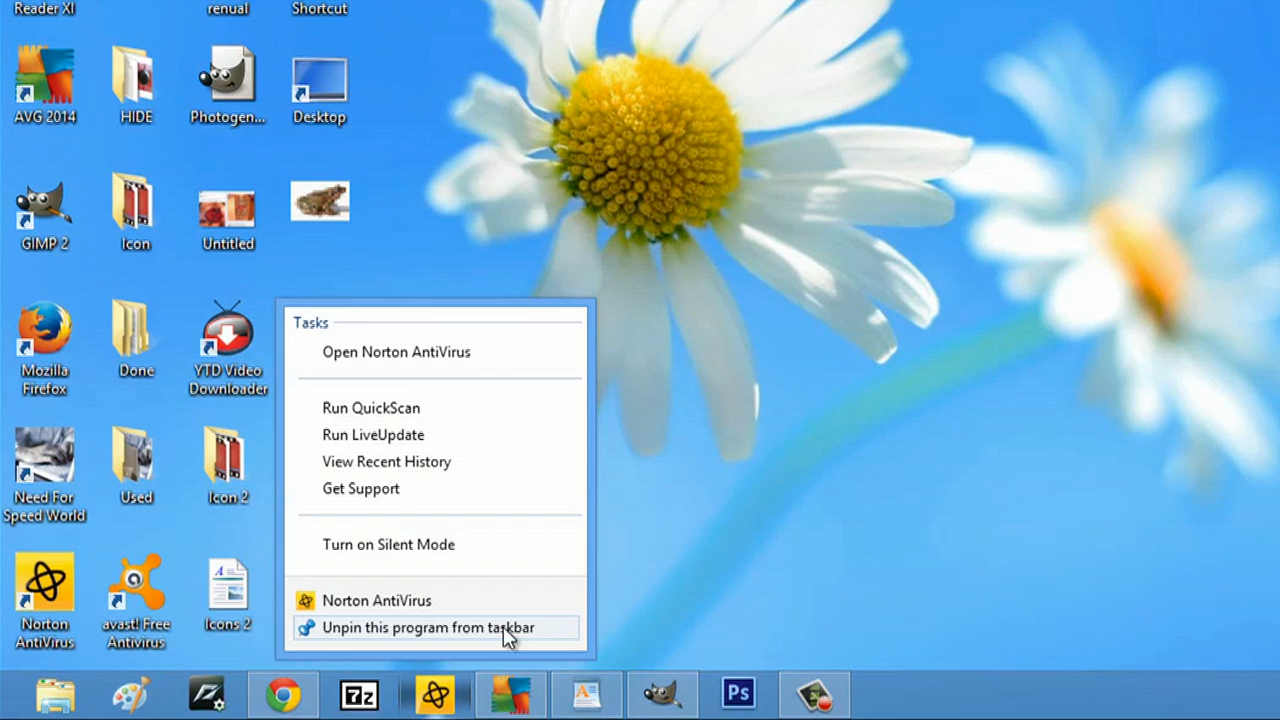 Reader XI
renual
Shortcut
AVG 2014
HIDE
Photogen...
Desktop
GIMP 2
Icon
Untitled
Mozilla
Firefox
Done
YTD Video
Downloader
Need For
Speed World
Used
Icon 2
Norton
AntiVirus
avast! Free
Antivirus
Icons 2
Tasks
Open Norton AntiVirus
Run QuickScan
Run LiveUpdate
View Recent History
Get Support
Turn on Silent Mode
Norton AntiVirus
Unpin this program from taskbar
7z
Ps